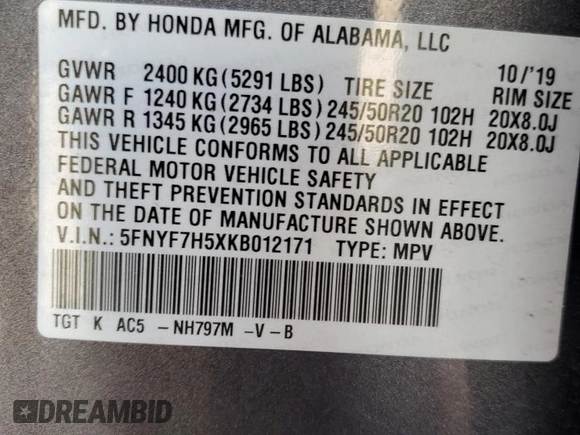 MFD. BY HONDA MFG. OF ALABAMA, LLC
10/'19
GVWR 2400 KG (5291 LBS) TIRE SIZE RIM SIZE
GAWR F 1240 KG (2734 LBS) 245/50R20 102H 20X8.0J
GAWR R 1345 KG (2965 LBS) 245/50R20 102H 20X8.0J
THIS VEHICLE CONFORMS TO ALL APPLICABLE
FEDERAL MOTOR VEHICLE SAFETY
AND THEFT PREVENTION STANDARDS IN EFFECT
ON THE DATE OF MANUFACTURE SHOWN ABOVE.
V.I.N.: 5FNYF7H5XKB012171 TYPE: MPV
TGT K AC5 -NH797M -V-B
DREAMBID